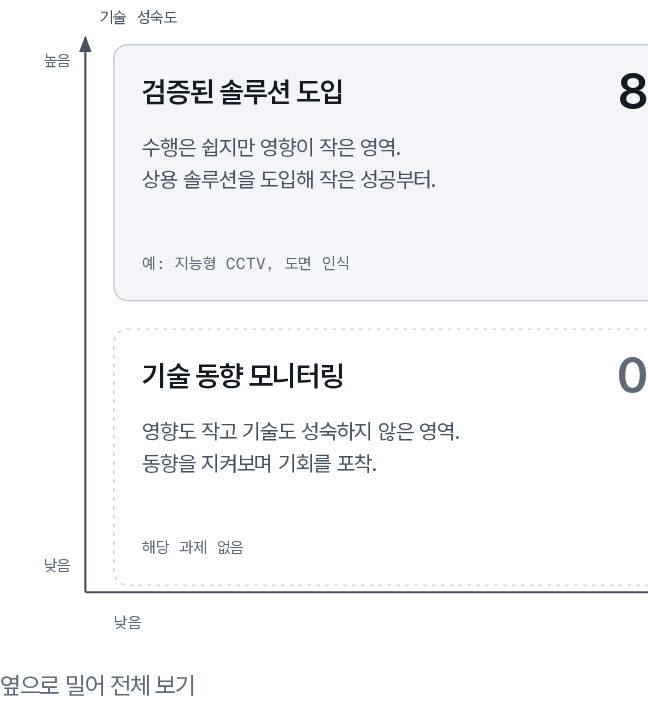 기술 성숙도
높음
검증된 솔루션 도입
8
수행은 쉽지만 영향이 작은 영역.
상용 솔루션을 도입해 작은 성공부터.
예: 지능형 CCTV, 도면 인식
기술 동향 모니터링
0
영향도 작고 기술도 성숙하지 않은 영역.
동향을 지켜보며 기회를 포착.
해당 과제 없음
낮음
낮음
옆으로 밀어 전체 보기